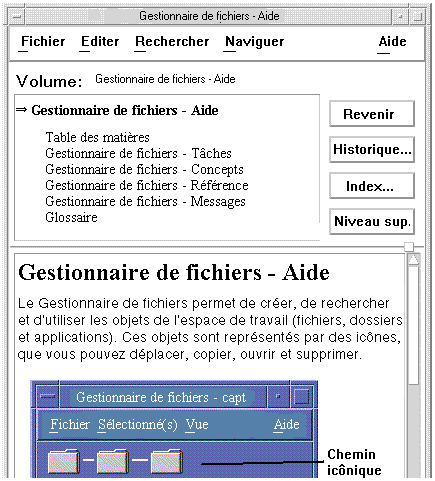 Gestionnaire de fichiers - Aide
Fichier Editer Rechercher Naviguer Aide
Volume: Gestionnaire de fichiers - Aide
⇒ Gestionnaire de fichiers - Aide
Table des matières
Gestionnaire de fichiers - Tâches
Gestionnaire de fichiers - Concepts
Gestionnaire de fichiers - Référence
Gestionnaire de fichiers - Messages
Glossaire
Revenir
Historique...
Index...
Niveau sup.
Gestionnaire de fichiers - Aide
Le Gestionnaire de fichiers permet de créer, de rechercher
et d'utiliser les objets de l'espace de travail (fichiers, dossiers
et applications). Ces objets sont représentés par des icônes,
que vous pouvez déplacer, copier, ouvrir et supprimer.
Gestionnaire de fichiers - capt
Fichier Sélectionné(s) Vue Aide
Chemin
icônique